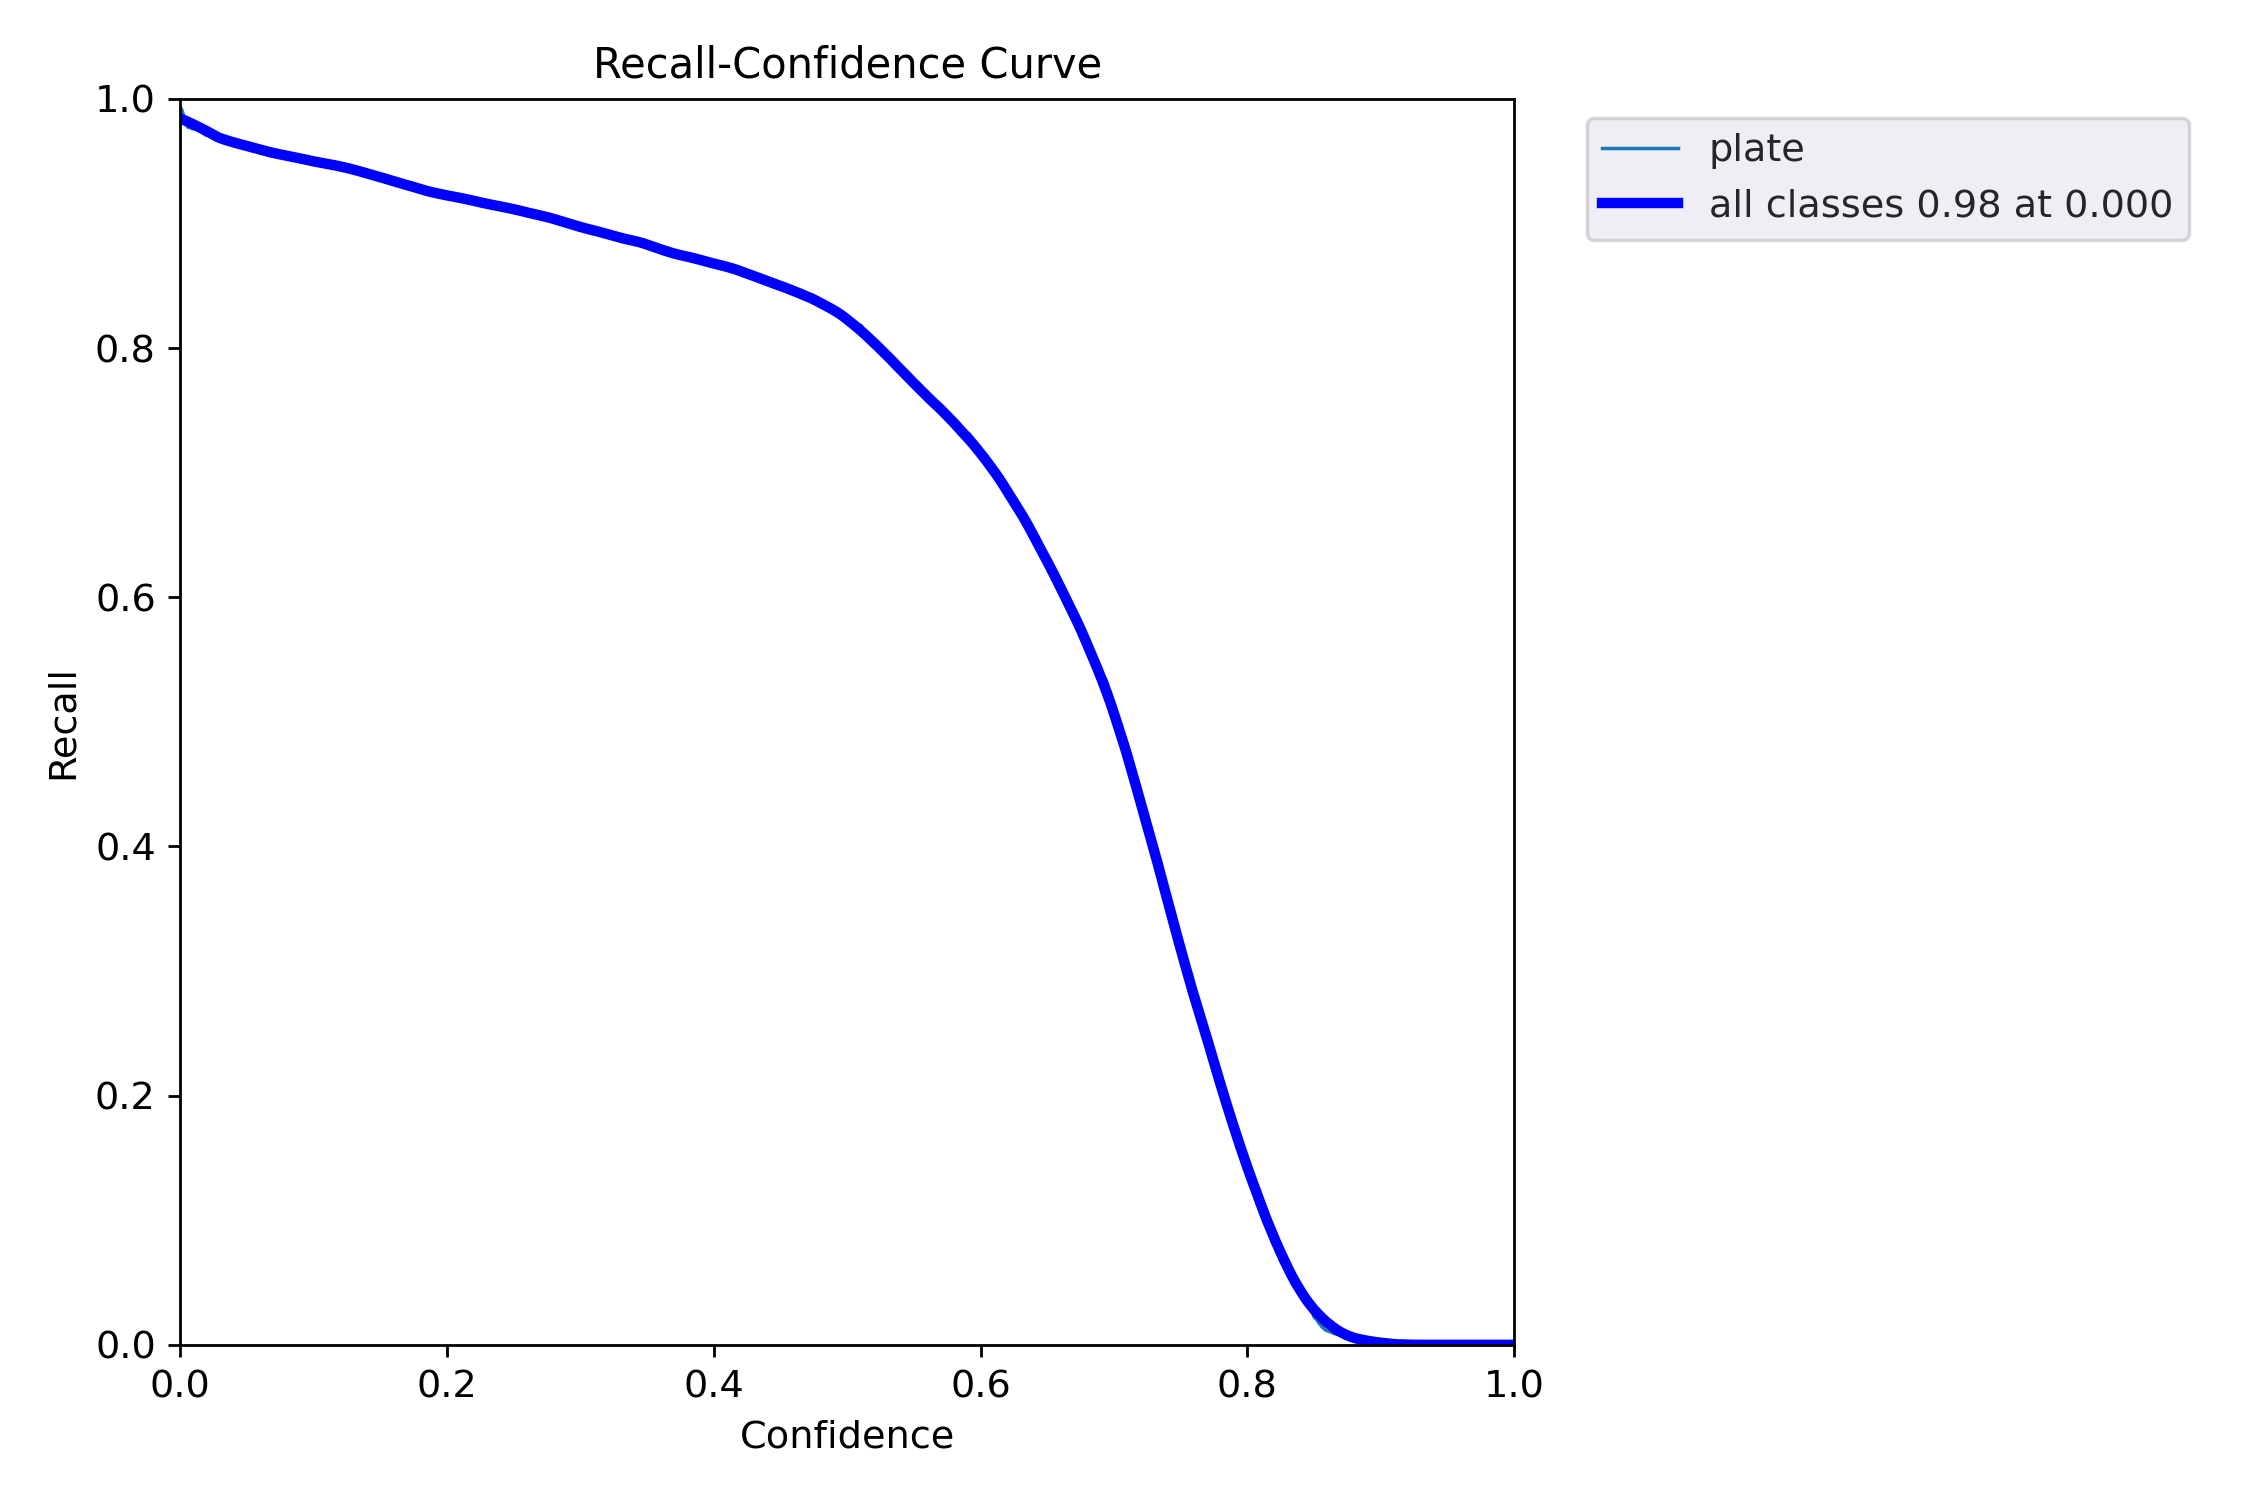 Recall-Confidence Curve
1.0
0.8
0.6
0.4
0.2
0.0
Recall
0.0 0.2 0.4 0.6 0.8 1.0
Confidence
plate
all classes 0.98 at 0.000